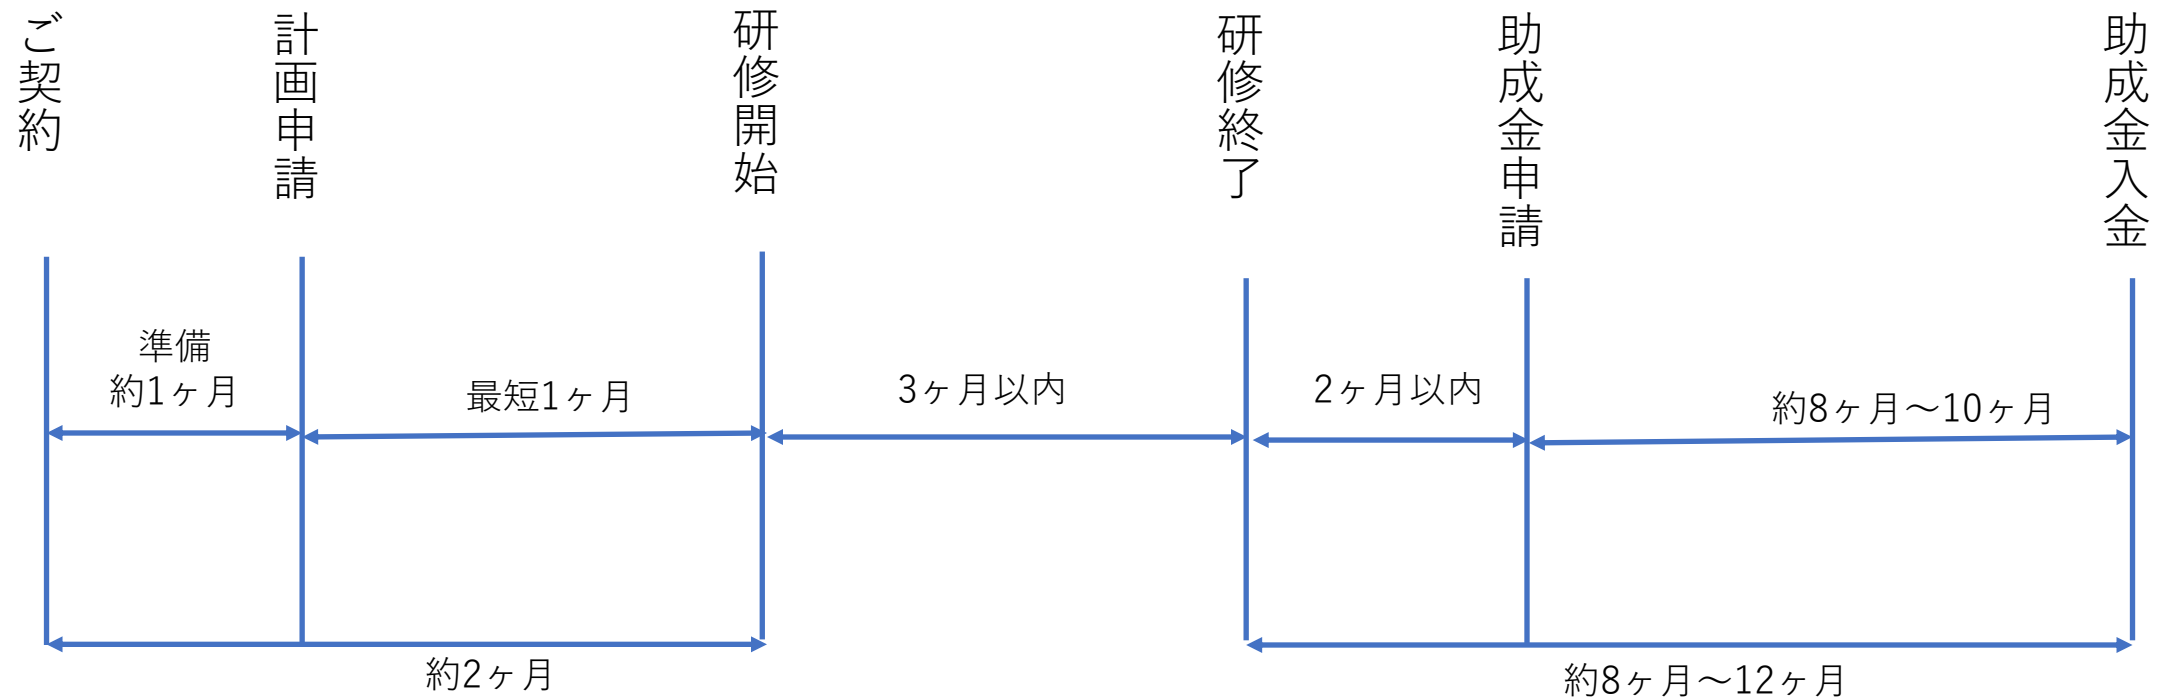 ご契約
計画申請
研修開始
研修終了
助成金申請
助成金入金
準備
約1ヶ月
最短1ヶ月
3ヶ月以内
2ヶ月以内
約8ヶ月～10ヶ月
約2ヶ月
約8ヶ月～12ヶ月